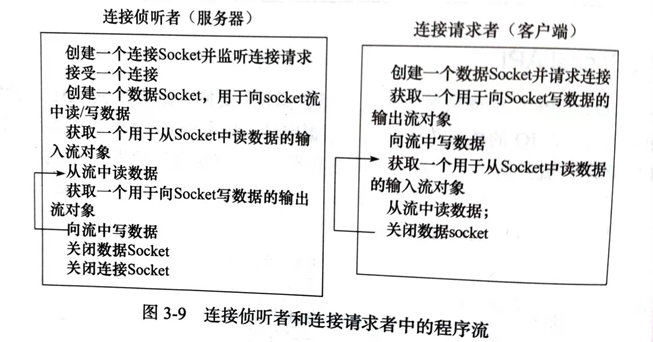 连接侦听者（服务器）
创建一个连接Socket并监听连接请求
接受一个连接
创建一个数据Socket，用于向socket流
中读/写数据
获取一个用于从Socket中读数据的输
入流对象
从流中读数据
获取一个用于向Socket写数据的输出
流对象
向流中写数据
关闭数据Socket
关闭连接Socket
连接请求者（客户端）
创建一个数据Socket并请求连接
获取一个用于向Socket写数据的
输出流对象
向流中写数据
获取一个用于从Socket中读数据
的输入流对象
从流中读数据；
关闭数据socket
图 3-9 连接侦听者和连接请求者中的程序流